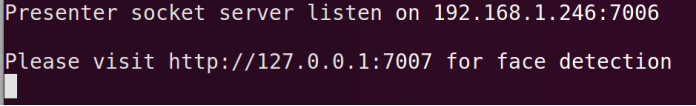 Presenter socket server listen on 192.168.1.246:7006
Please visit http://127.0.0.1:7007 for face detection